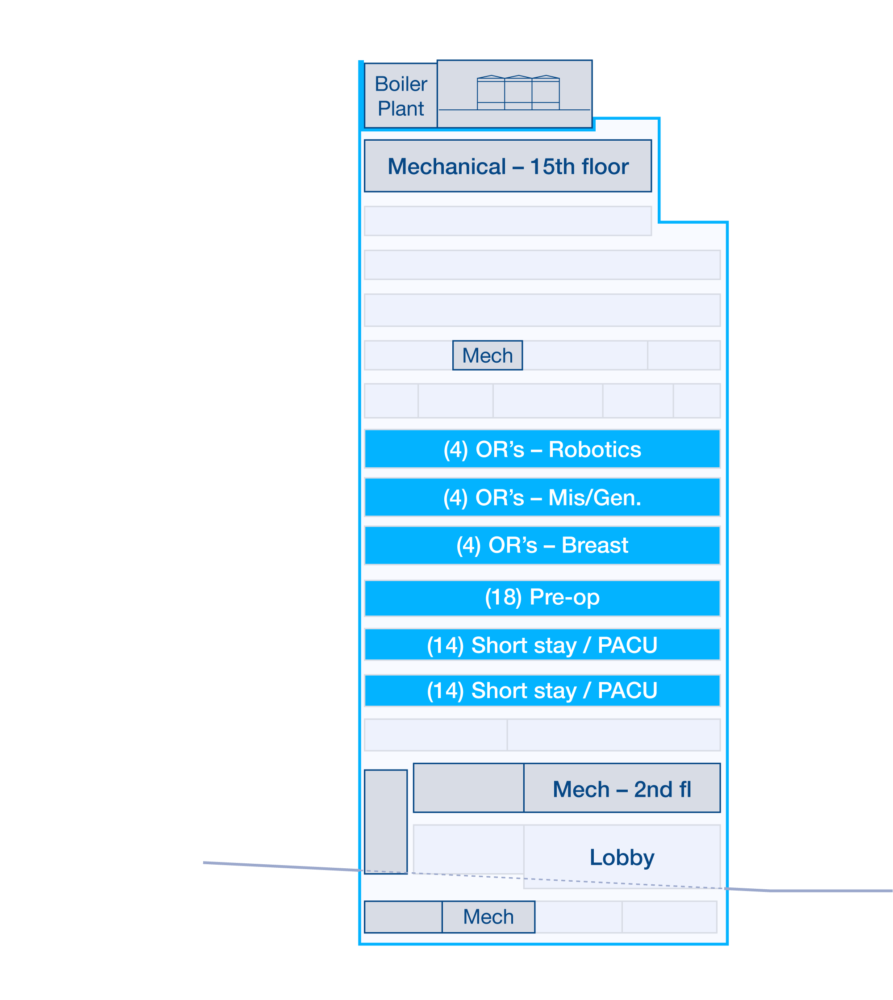 Boiler
Plant
Mechanical – 15th floor
Mech
(4) OR's – Robotics
(4) OR's – Mis/Gen.
(4) OR's – Breast
(18) Pre-op
(14) Short stay / PACU
(14) Short stay / PACU
Mech – 2nd fl
Lobby
Mech